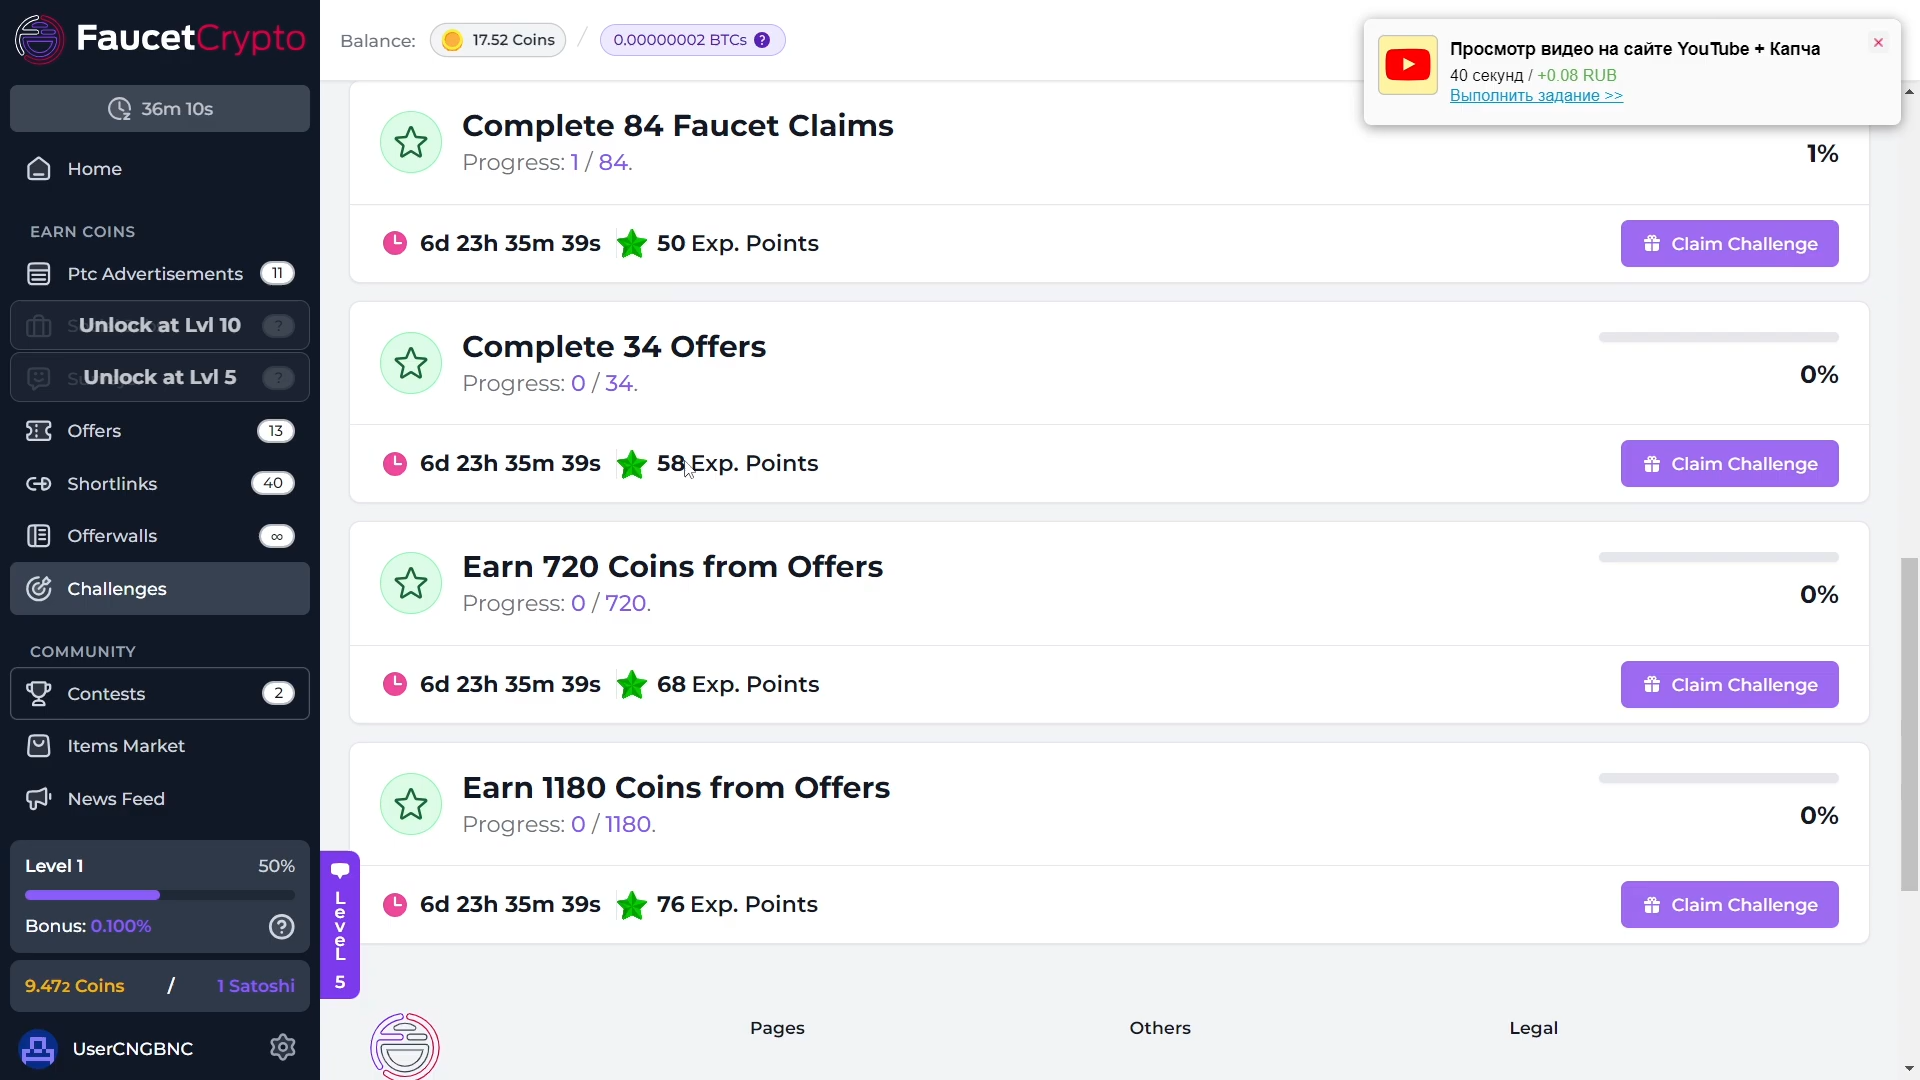 FaucetCrypto
36m 10s
Home
EARN COINS
Ptc Advertisements 11
Unlock at Lvl 10 ?
Unlock at Lvl 5 ?
Offers 13
Shortlinks 40
Offerwalls ∞
Challenges
COMMUNITY
Contests 2
Items Market
News Feed
Level 1 50%
Bonus: 0.100% ?
9.472 Coins / 1 Satoshi
UserCNGBNC
LeveL 5
Balance: 17.52 Coins / 0.00000002 BTCs ?
Просмотр видео на сайте YouTube + Капча
40 секунд / +0.08 RUB
Выполнить задание >>
Complete 84 Faucet Claims
Progress: 1 / 84.
1%
6d 23h 35m 39s 50 Exp. Points
Claim Challenge
Complete 34 Offers
Progress: 0 / 34.
0%
6d 23h 35m 39s 58 Exp. Points
Claim Challenge
Earn 720 Coins from Offers
Progress: 0 / 720.
0%
6d 23h 35m 39s 68 Exp. Points
Claim Challenge
Earn 1180 Coins from Offers
Progress: 0 / 1180.
0%
6d 23h 35m 39s 76 Exp. Points
Claim Challenge
Pages
Others
Legal